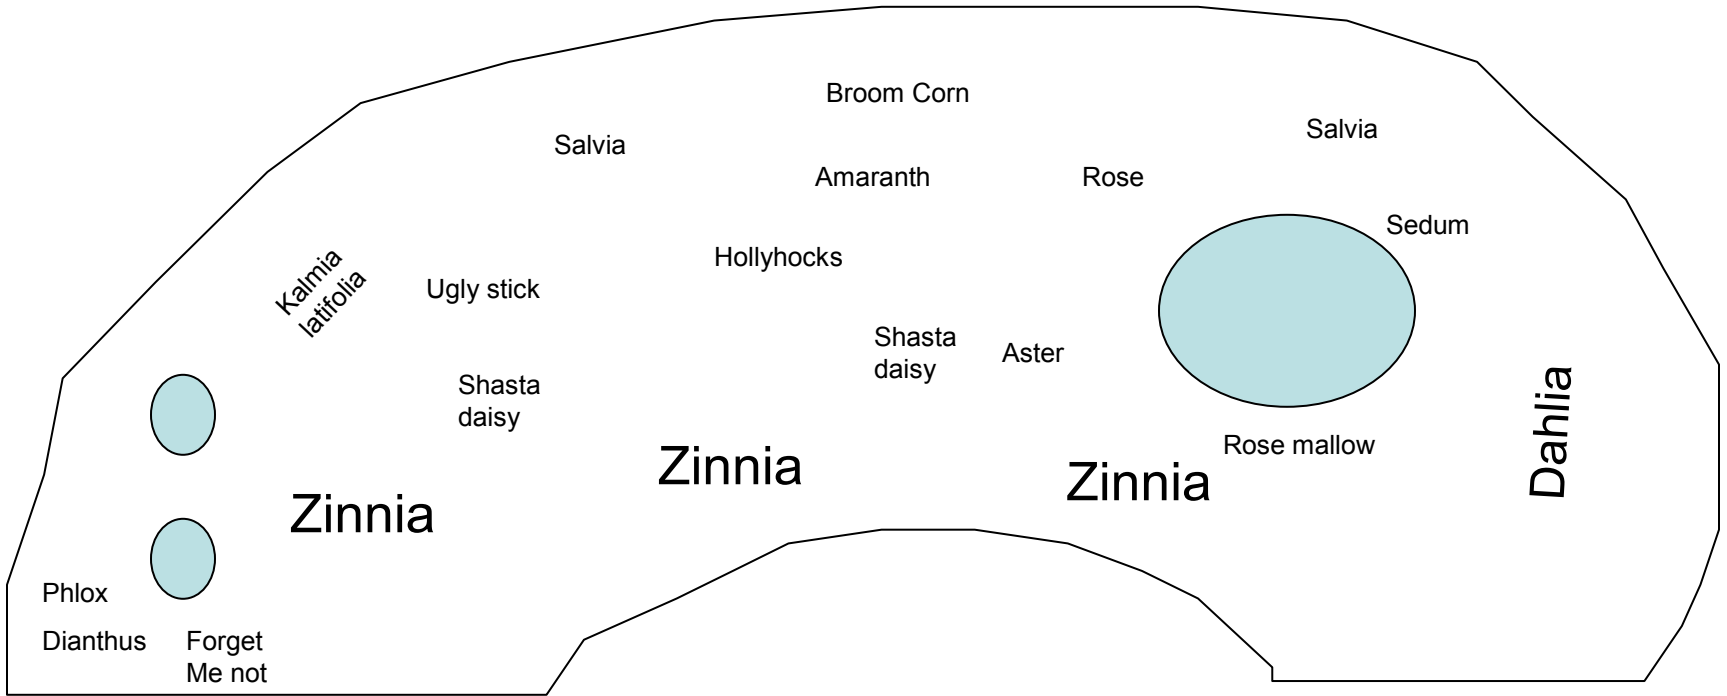 Broom Corn
Salvia
Salvia
Amaranth
Rose
Sedum
Hollyhocks
Kalmia
latifolia
Ugly stick
Shasta
daisy
Aster
Shasta
daisy
Dahlia
Rose mallow
Zinnia
Zinnia
Zinnia
Phlox
Dianthus
Forget
Me not